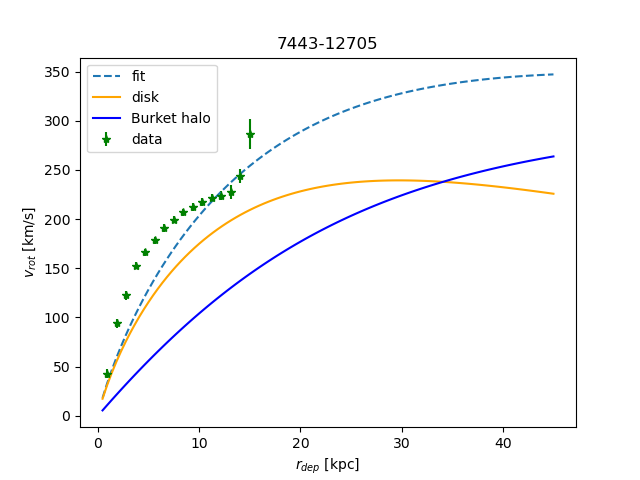 7443-12705
350
300
250
200
150
100
50
0
v_rot [km/s]
fit
disk
Burket halo
data
0 10 20 30 40
r_dep [kpc]